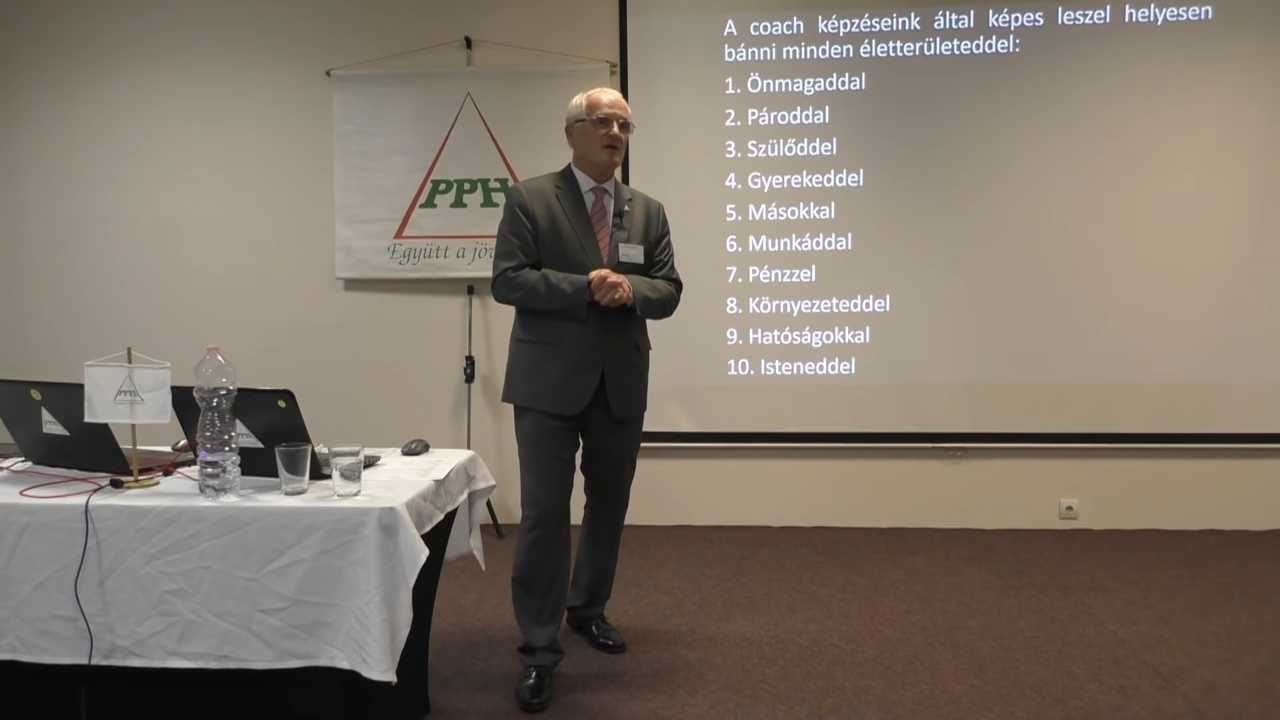 A coach képzéseink által képes leszel helyesen
bánni minden életterületeddel:
1. Önmagaddal
2. Pároddal
3. Szülőddel
4. Gyerekeddel
5. Másokkal
6. Munkáddal
7. Pénzzel
8. Környezeteddel
9. Hatóságokkal
10. Isteneddel
PPH
Együtt a
PPH